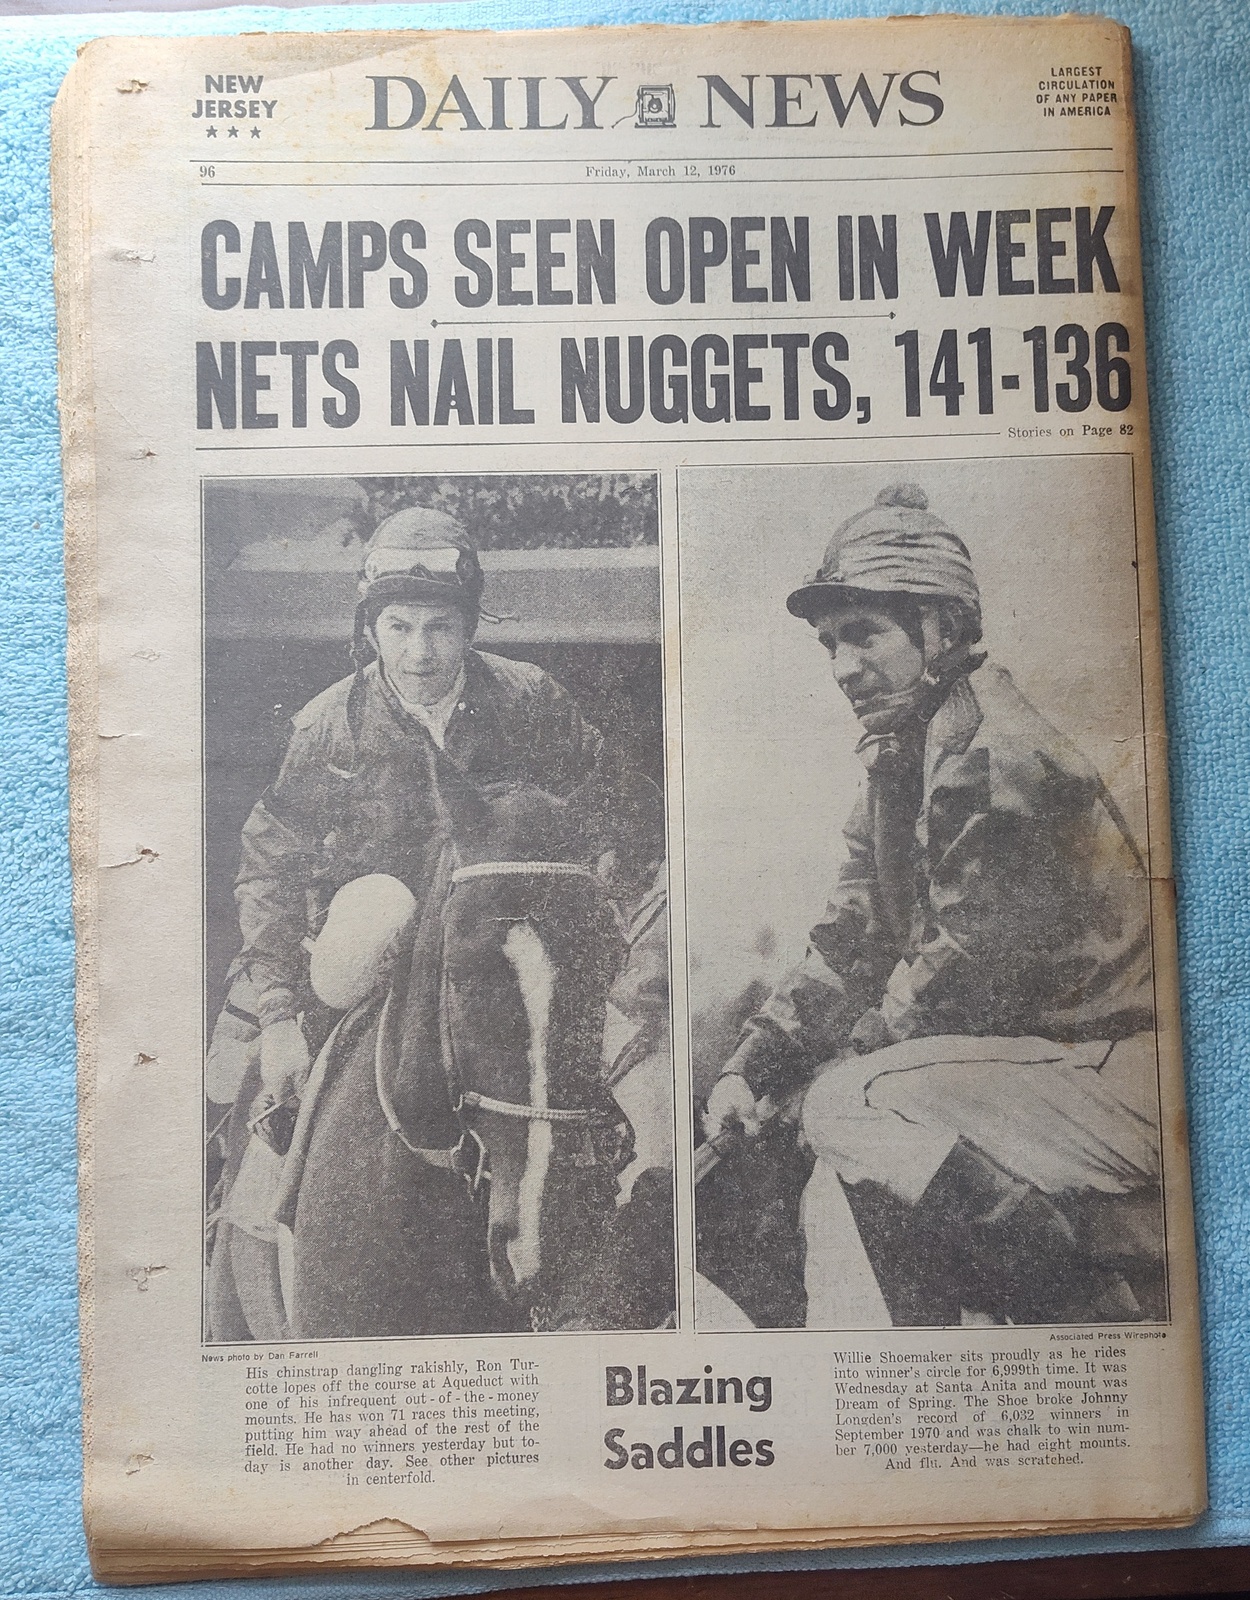 NEW
JERSEY
★ ★ ★
DAILY NEWS
LARGEST
CIRCULATION
OF ANY PAPER
IN AMERICA
96
Friday, March 12, 1976
CAMPS SEEN OPEN IN WEEK
NETS NAIL NUGGETS, 141-136
Stories on Page 82
News photo by Dan Farrell
Associated Press Wirephoto
His chinstrap dangling rakishly, Ron Tur-
cotte lopes off the course at Aqueduct with
one of his infrequent out-of-the-money
mounts. He has won 71 races this meeting,
putting him way ahead of the rest of the
field. He had no winners yesterday but to-
day is another day. See other pictures
in centerfold.
Blazing
Saddles
Willie Shoemaker sits proudly as he rides
into winner's circle for 6,999th time. It was
Wednesday at Santa Anita and mount was
Dream of Spring. The Shoe broke Johnny
Longden's record of 6,032 winners in
September 1970 and was chalk to win num-
ber 7,000 yesterday—he had eight mounts.
And flu. And was scratched.